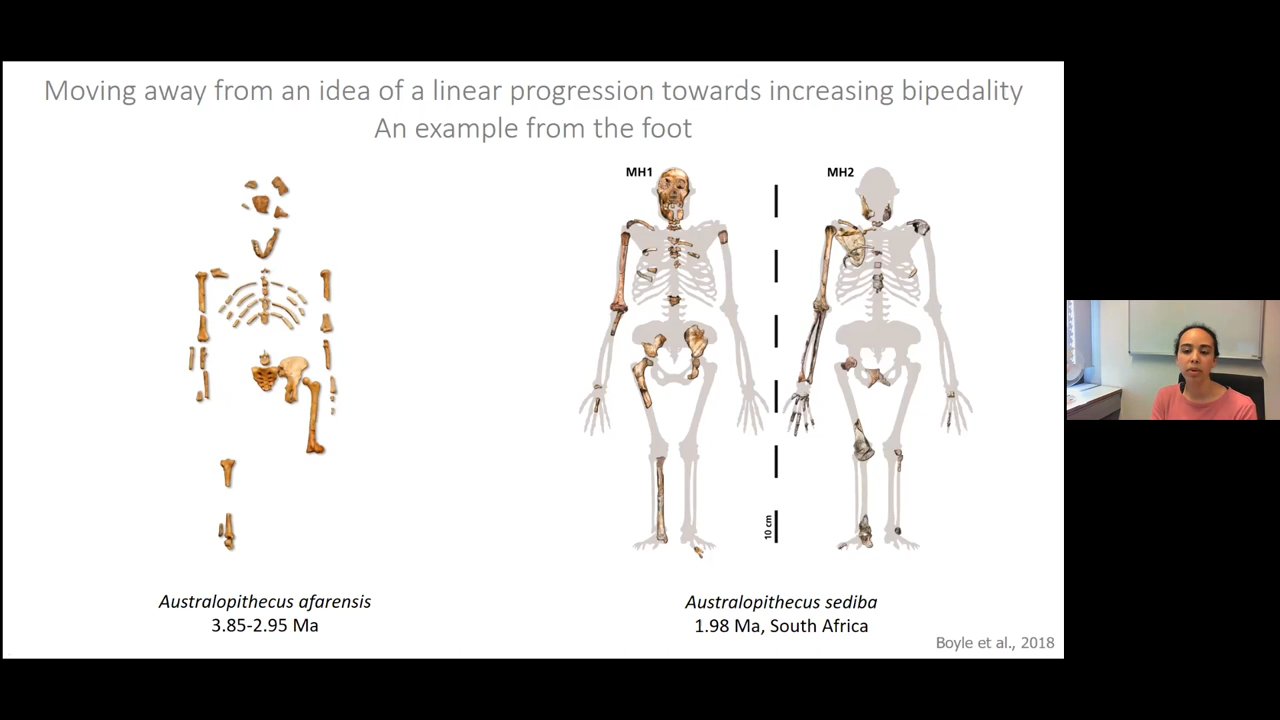 Moving away from an idea of a linear progression towards increasing bipedality
An example from the foot
MH1
MH2
10 cm
Australopithecus afarensis
3.85-2.95 Ma
Australopithecus sediba
1.98 Ma, South Africa
Boyle et al., 2018